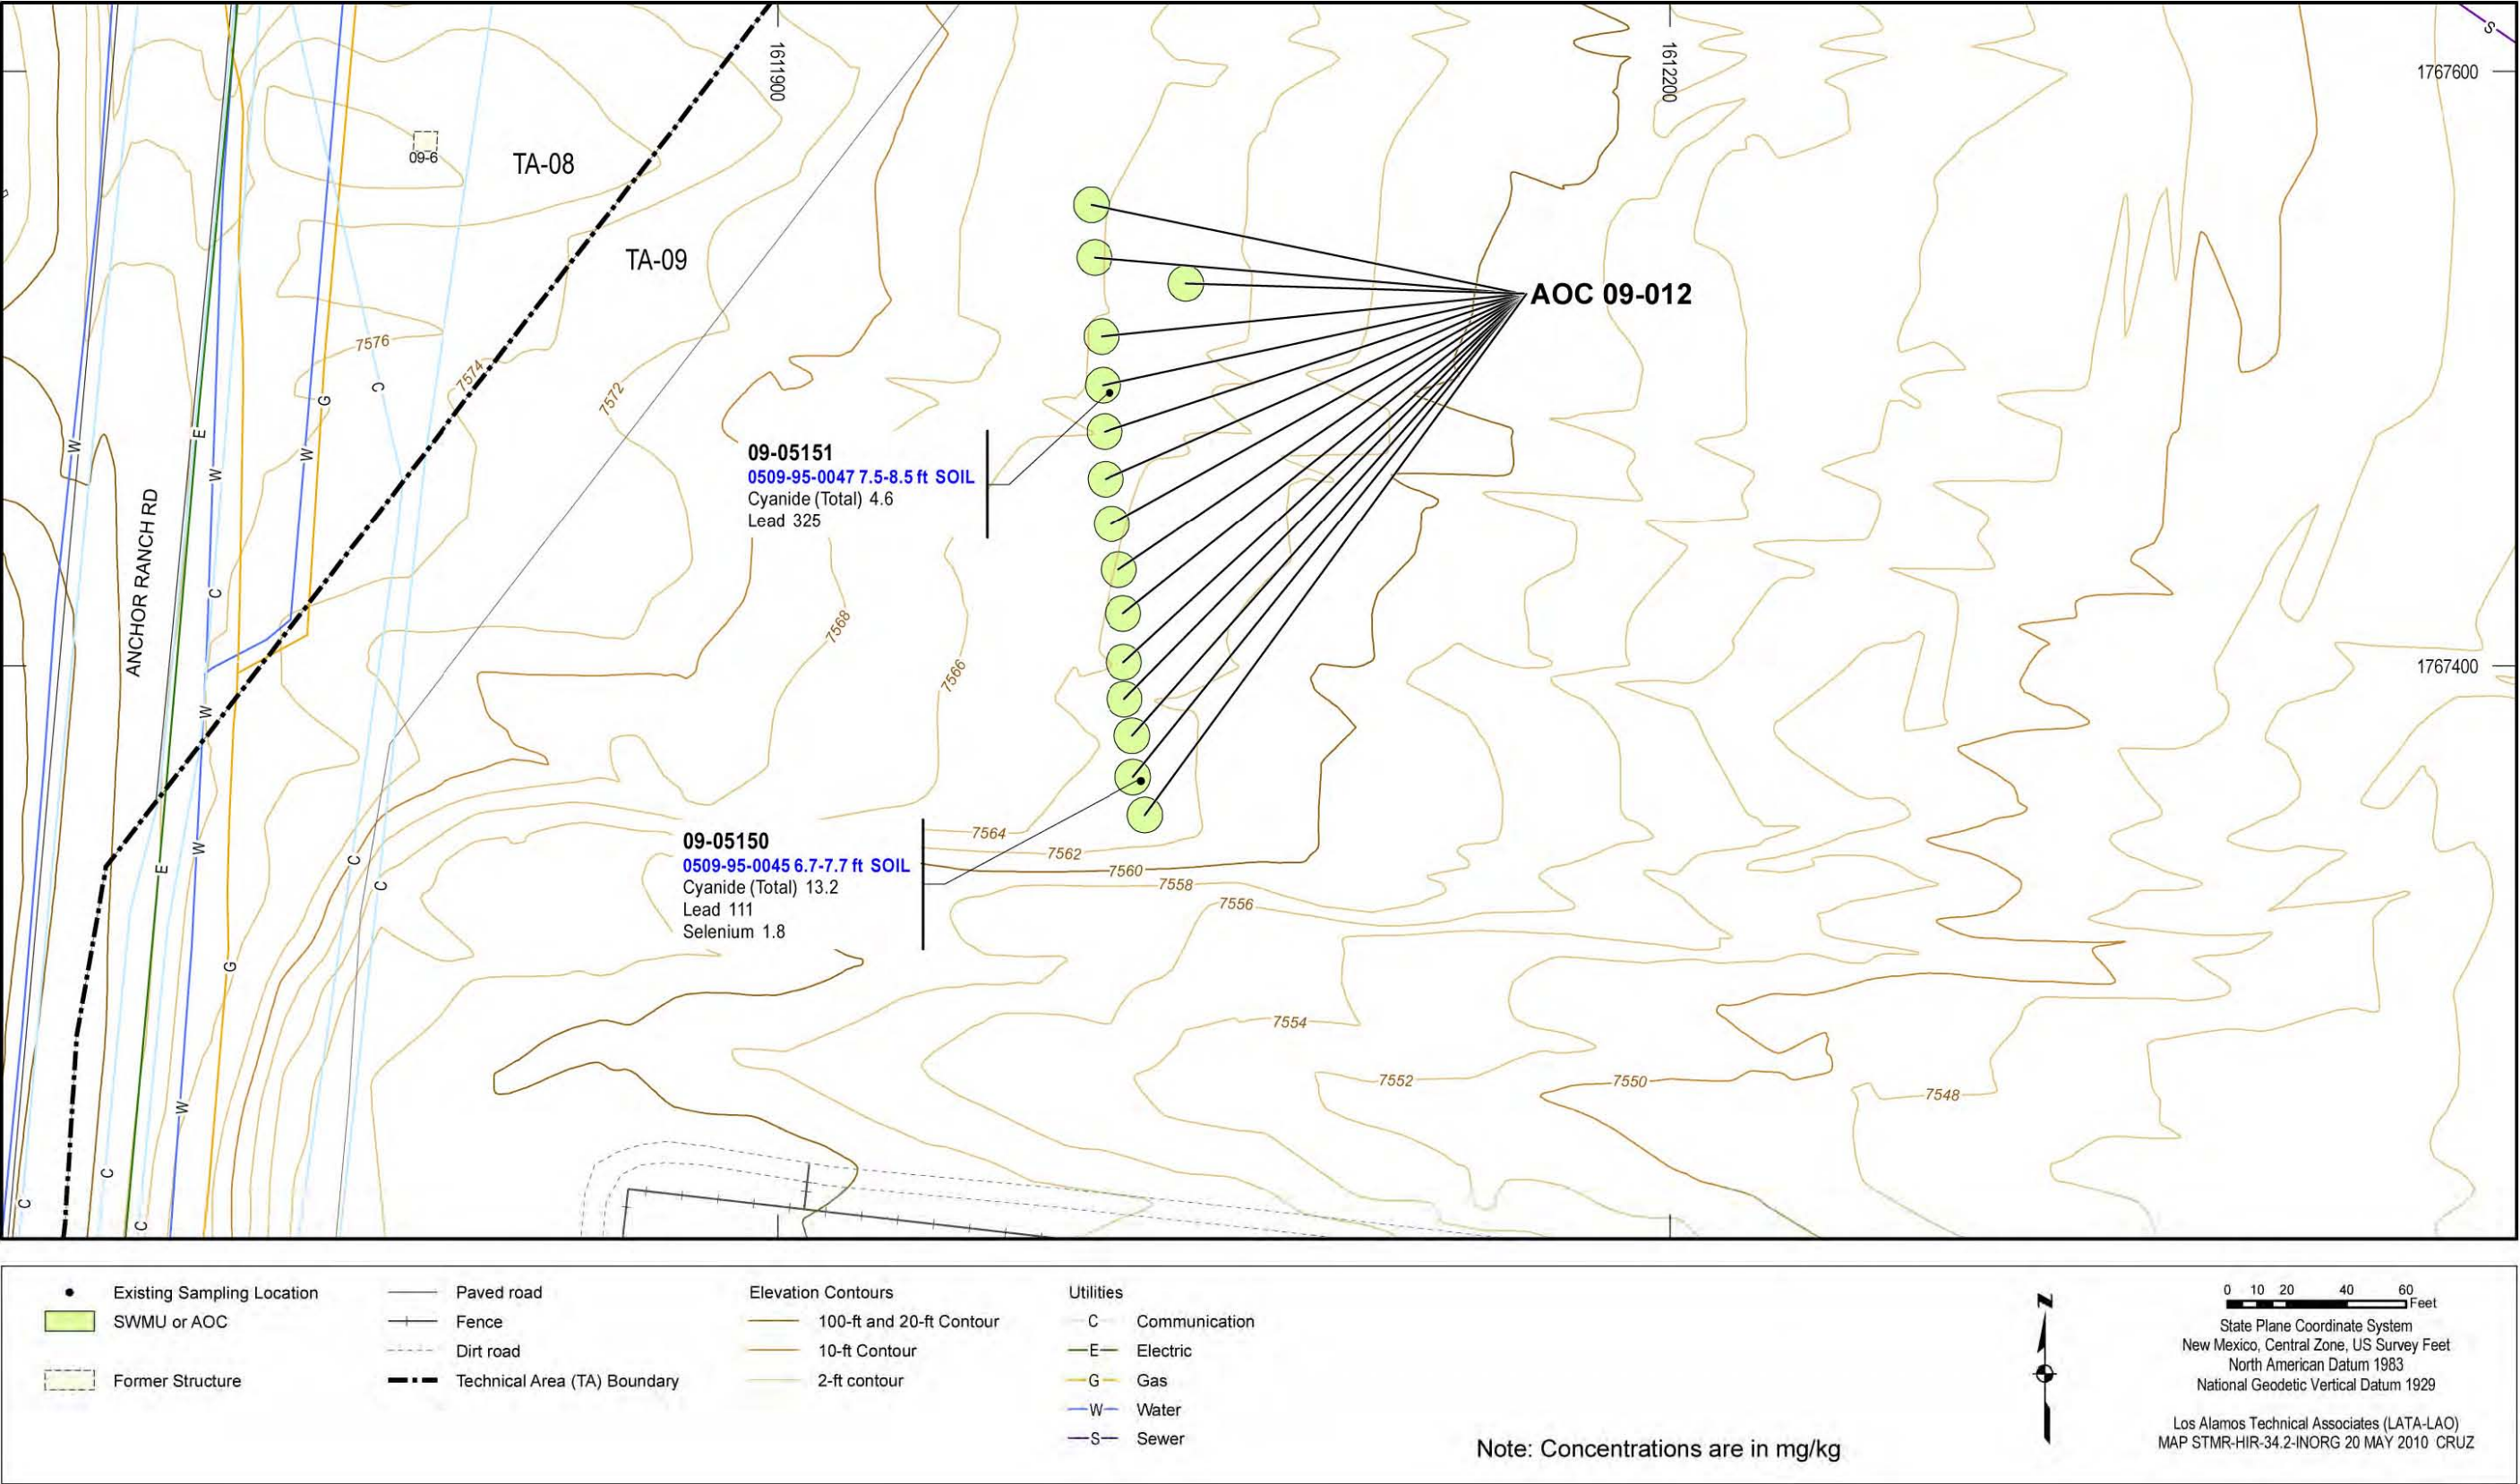 S
1611900
1612200
1767600
09-6
TA-08
TA-09
AOC 09-012
7576
7574
7572
C
G
W
E
W
W
09-05151
0509-95-0047 7.5-8.5 ft SOIL
Cyanide (Total) 4.6
Lead 325
ANCHOR RANCH RD
C
7568
7566
1767400
W
W
E
C
C
G
09-05150
0509-95-0045 6.7-7.7 ft SOIL
Cyanide (Total) 13.2
Lead 111
Selenium 1.8
7564
7562
7560
7558
7556
7554
7552
7550
7548
W
C
C
C
Existing Sampling Location
SWMU or AOC
Former Structure
Paved road
Fence
Dirt road
Technical Area (TA) Boundary
Elevation Contours
100-ft and 20-ft Contour
10-ft Contour
2-ft contour
Utilities
C Communication
E Electric
G Gas
W Water
S Sewer
Note: Concentrations are in mg/kg
N
0 10 20 40 60
Feet
State Plane Coordinate System
New Mexico, Central Zone, US Survey Feet
North American Datum 1983
National Geodetic Vertical Datum 1929
Los Alamos Technical Associates (LATA-LAO)
MAP STMR-HIR-34.2-INORG 20 MAY 2010 CRUZ